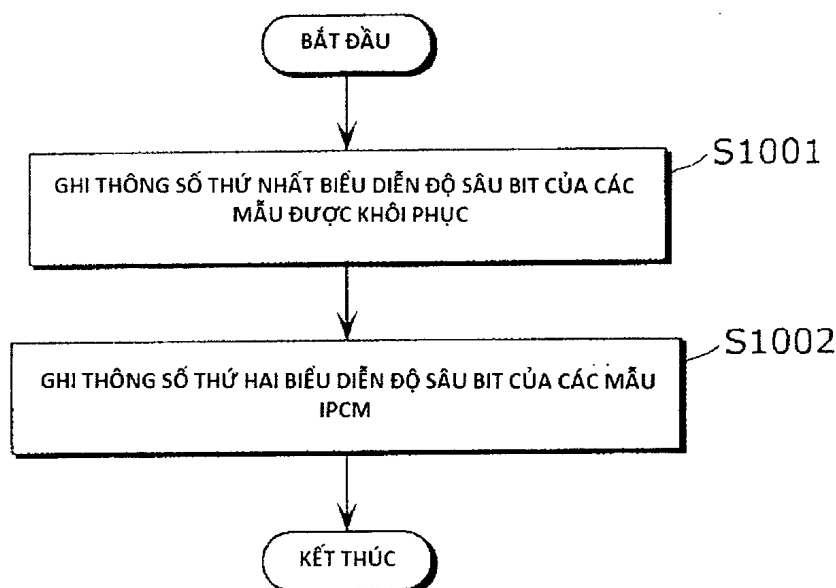 BẮT ĐẦU
S1001
GHI THÔNG SỐ THỨ NHẤT BIỂU DIỄN ĐỘ SÂU BIT CỦA CÁC
MẪU ĐƯỢC KHÔI PHỤC
S1002
GHI THÔNG SỐ THỨ HAI BIỂU DIỄN ĐỘ SÂU BIT CỦA CÁC MẪU
IPCM
KẾT THÚC